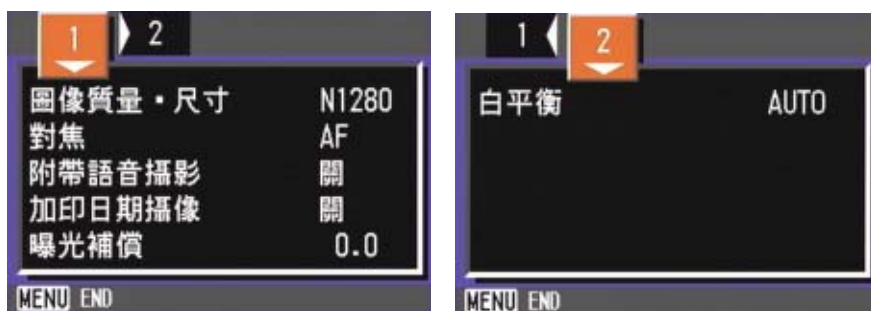 1 2
圖像質量・尺寸 N1280
對焦 AF
附帶語音攝影 關
加印日期攝像 關
曝光補償 0.0
MENU END
1 2
白平衡 AUTO
MENU END